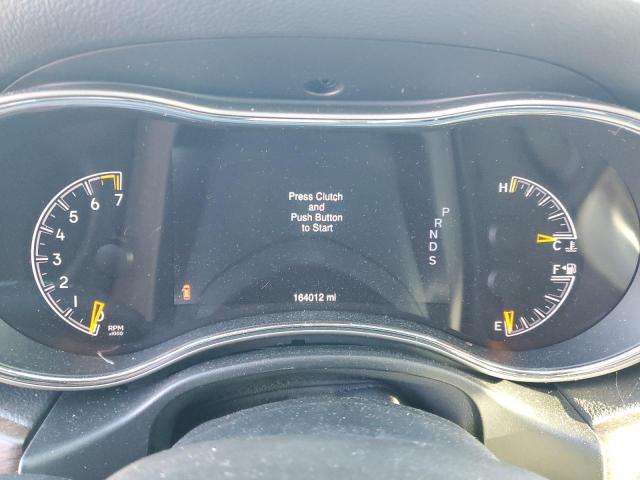 Press Clutch
and
Push Button
to Start
P
R
N
D
S
164012 mi
7
6
5
4
3
2
1
0
RPM
x1000
H
C
F
E